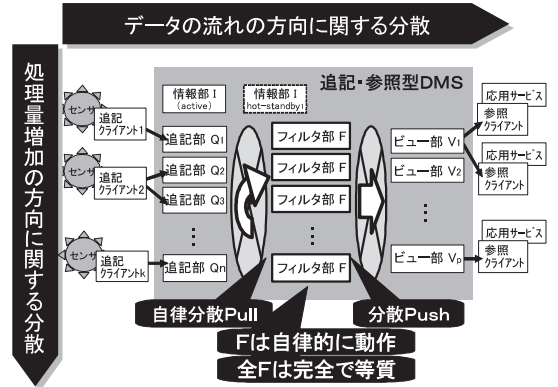 データの流れの方向に関する分散
処理量増加の方向に関する分散
追記・参照型DMS
情報部 I
(active)
情報部 I
hot-standby
センサ
追記
クライアント1
センサ
追記
クライアント2
センサ
追記
クライアントk
追記部 Q1
追記部 Q2
追記部 Q3
⋮
追記部 Qn
フィルタ部 F
フィルタ部 F
フィルタ部 F
⋮
フィルタ部 F
ビュー部 V1
ビュー部 V2
⋮
ビュー部 Vp
応用サービス
参照
クライアント
応用サービス
参照
クライアント
⋮
応用サービス
参照
クライアント
自律分散Pull
分散Push
Fは自律的に動作
全Fは完全で等質